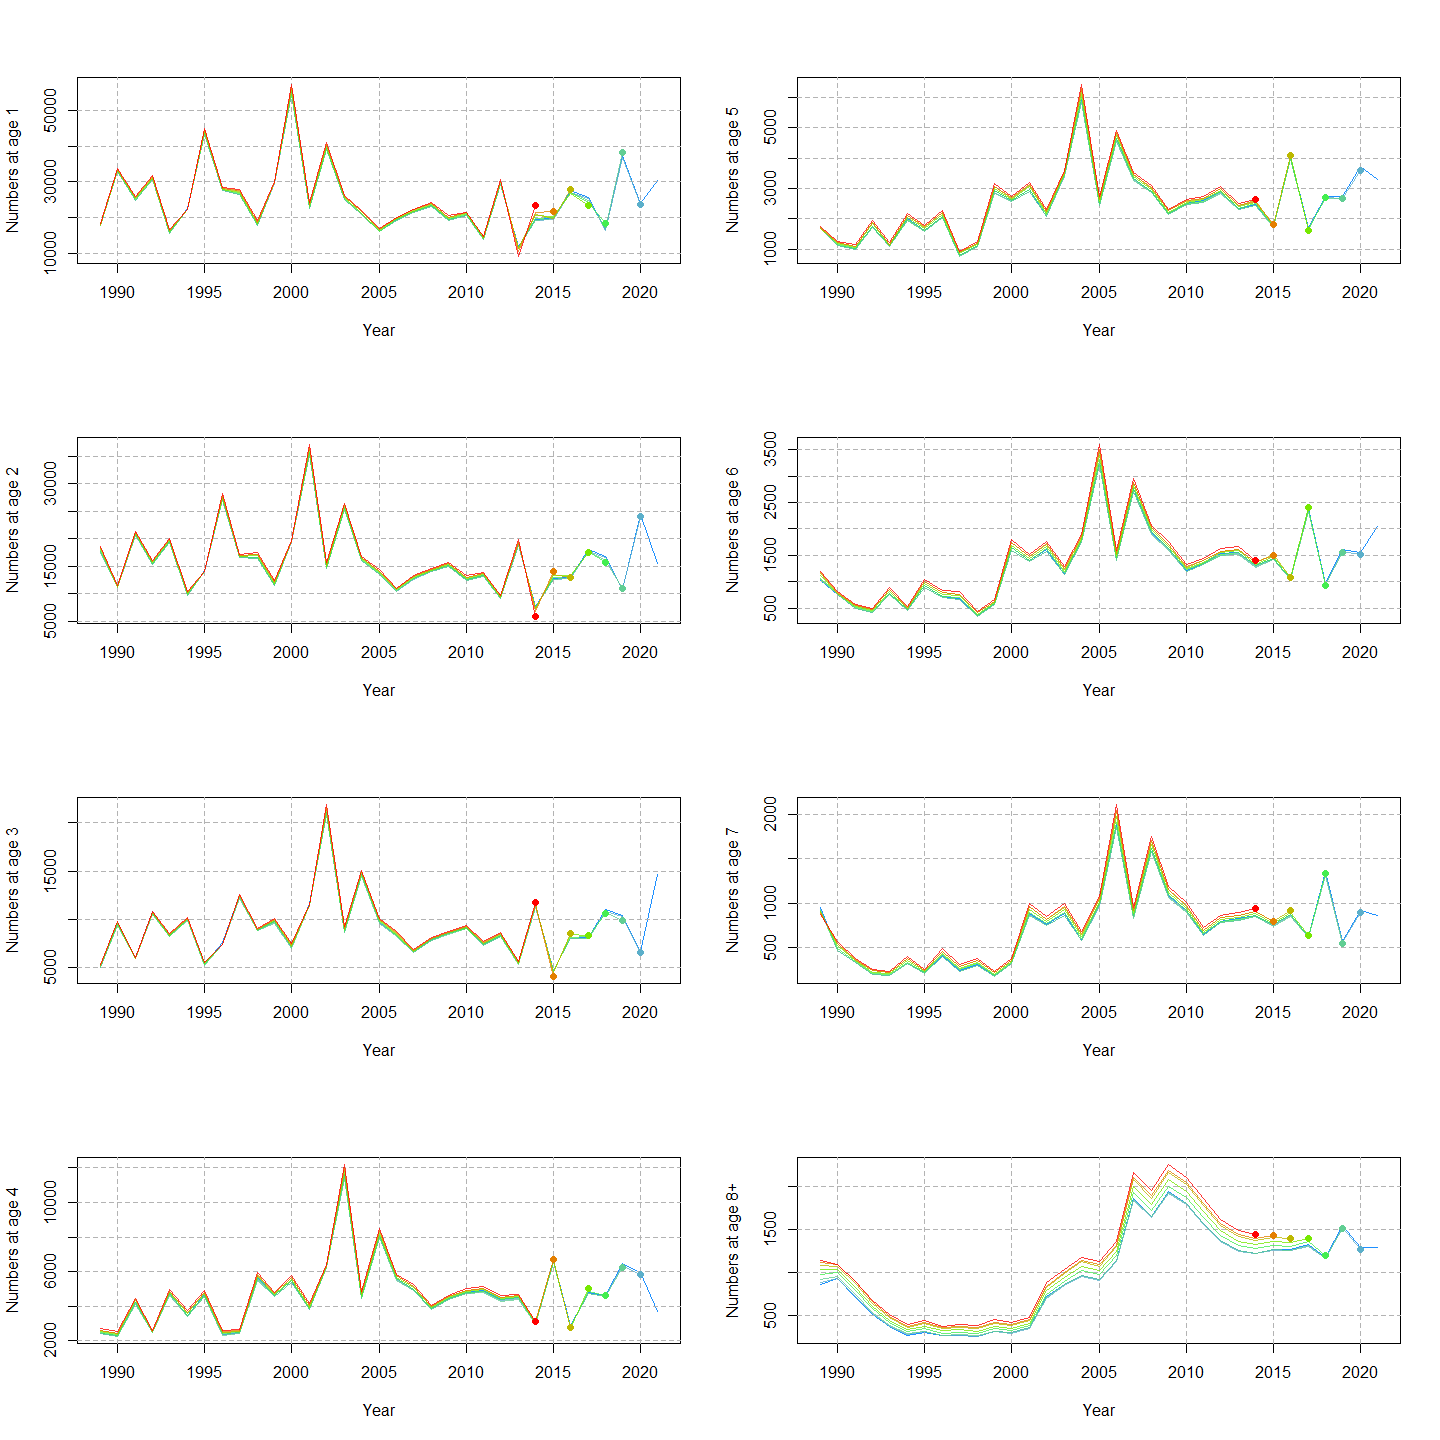 Numbers at age 1
10000 30000 50000
1990 1995 2000 2005 2010 2015 2020
Year
Numbers at age 5
1000 3000 5000
1990 1995 2000 2005 2010 2015 2020
Year
Numbers at age 2
5000 15000 30000
1990 1995 2000 2005 2010 2015 2020
Year
Numbers at age 6
500 1500 2500 3500
1990 1995 2000 2005 2010 2015 2020
Year
Numbers at age 3
5000 15000
1990 1995 2000 2005 2010 2015 2020
Year
Numbers at age 7
500 1000 2000
1990 1995 2000 2005 2010 2015 2020
Year
Numbers at age 4
2000 6000 10000
1990 1995 2000 2005 2010 2015 2020
Year
Numbers at age 8+
500 1500
1990 1995 2000 2005 2010 2015 2020
Year